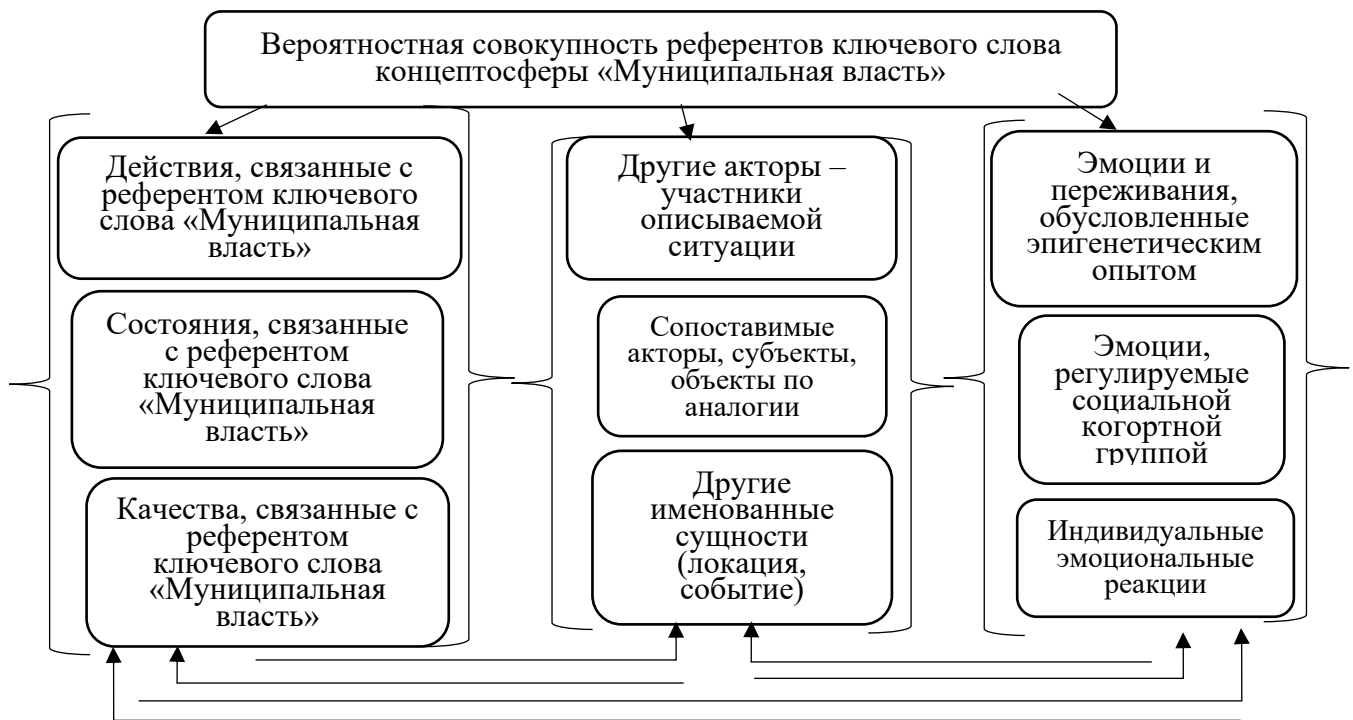 Вероятностная совокупность референтов ключевого слова
концептосферы «Муниципальная власть»
Действия, связанные с
референтом ключевого
слова «Муниципальная
власть»
Состояния, связанные
с референтом
ключевого слова
«Муниципальная
власть»
Качества, связанные с
референтом
ключевого слова
«Муниципальная
власть»
Другие акторы –
участники
описываемой
ситуации
Сопоставимые
акторы, субъекты,
объекты по
аналогии
Другие
именованные
сущности
(локация,
событие)
Эмоции и
переживания,
обусловленные
эпигенетическим
опытом
Эмоции,
регулируемые
социальной
когортной
группой
Индивидуальные
эмоциональные
реакции